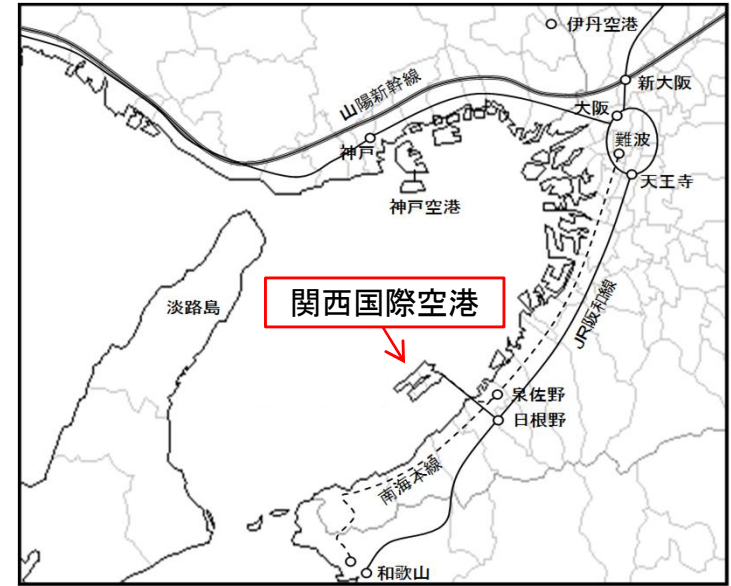 伊丹空港
新大阪
山陽新幹線
大阪
難波
神戸
天王寺
神戸空港
関西国際空港
淡路島
JR阪和線
泉佐野
日根野
南海本線
和歌山